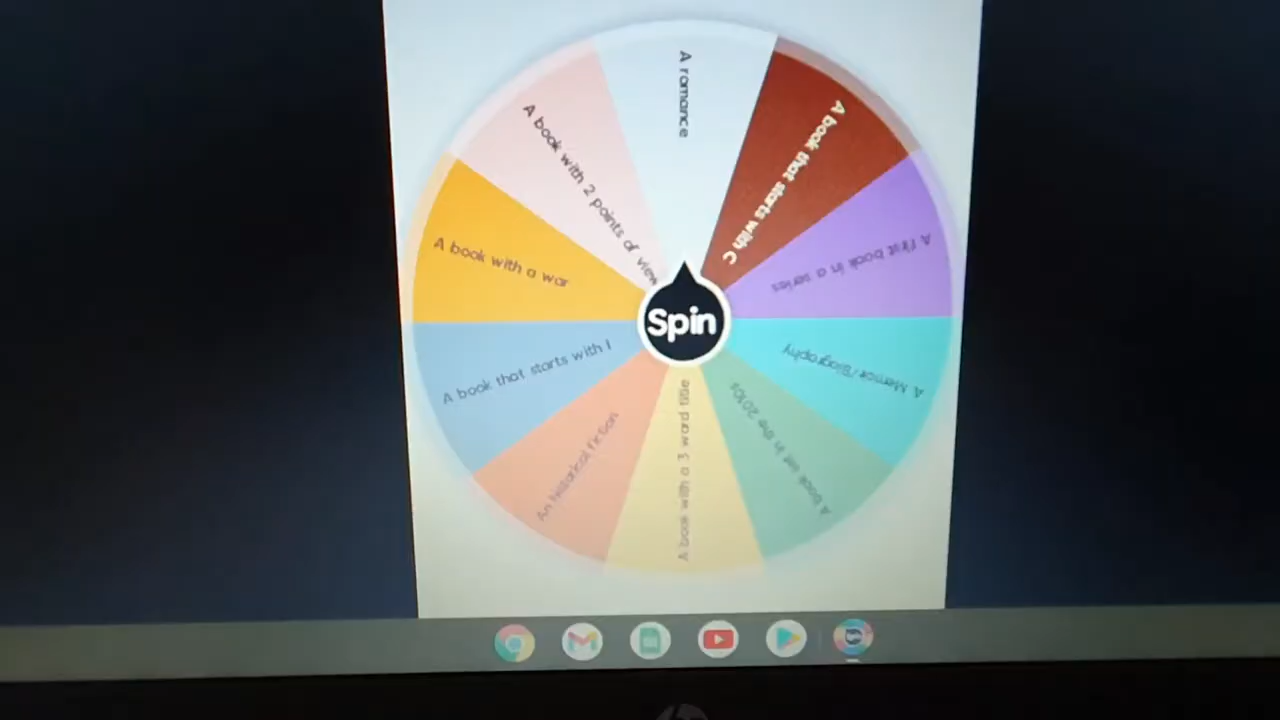 A romance
A book that starts with C
A first book in a series
A Memoir/Biography
A book set in the 2010s
A book with a 3 word title
An historical fiction
A book that starts with I
A book with a war
A book with 2 points of view
Spin
hp